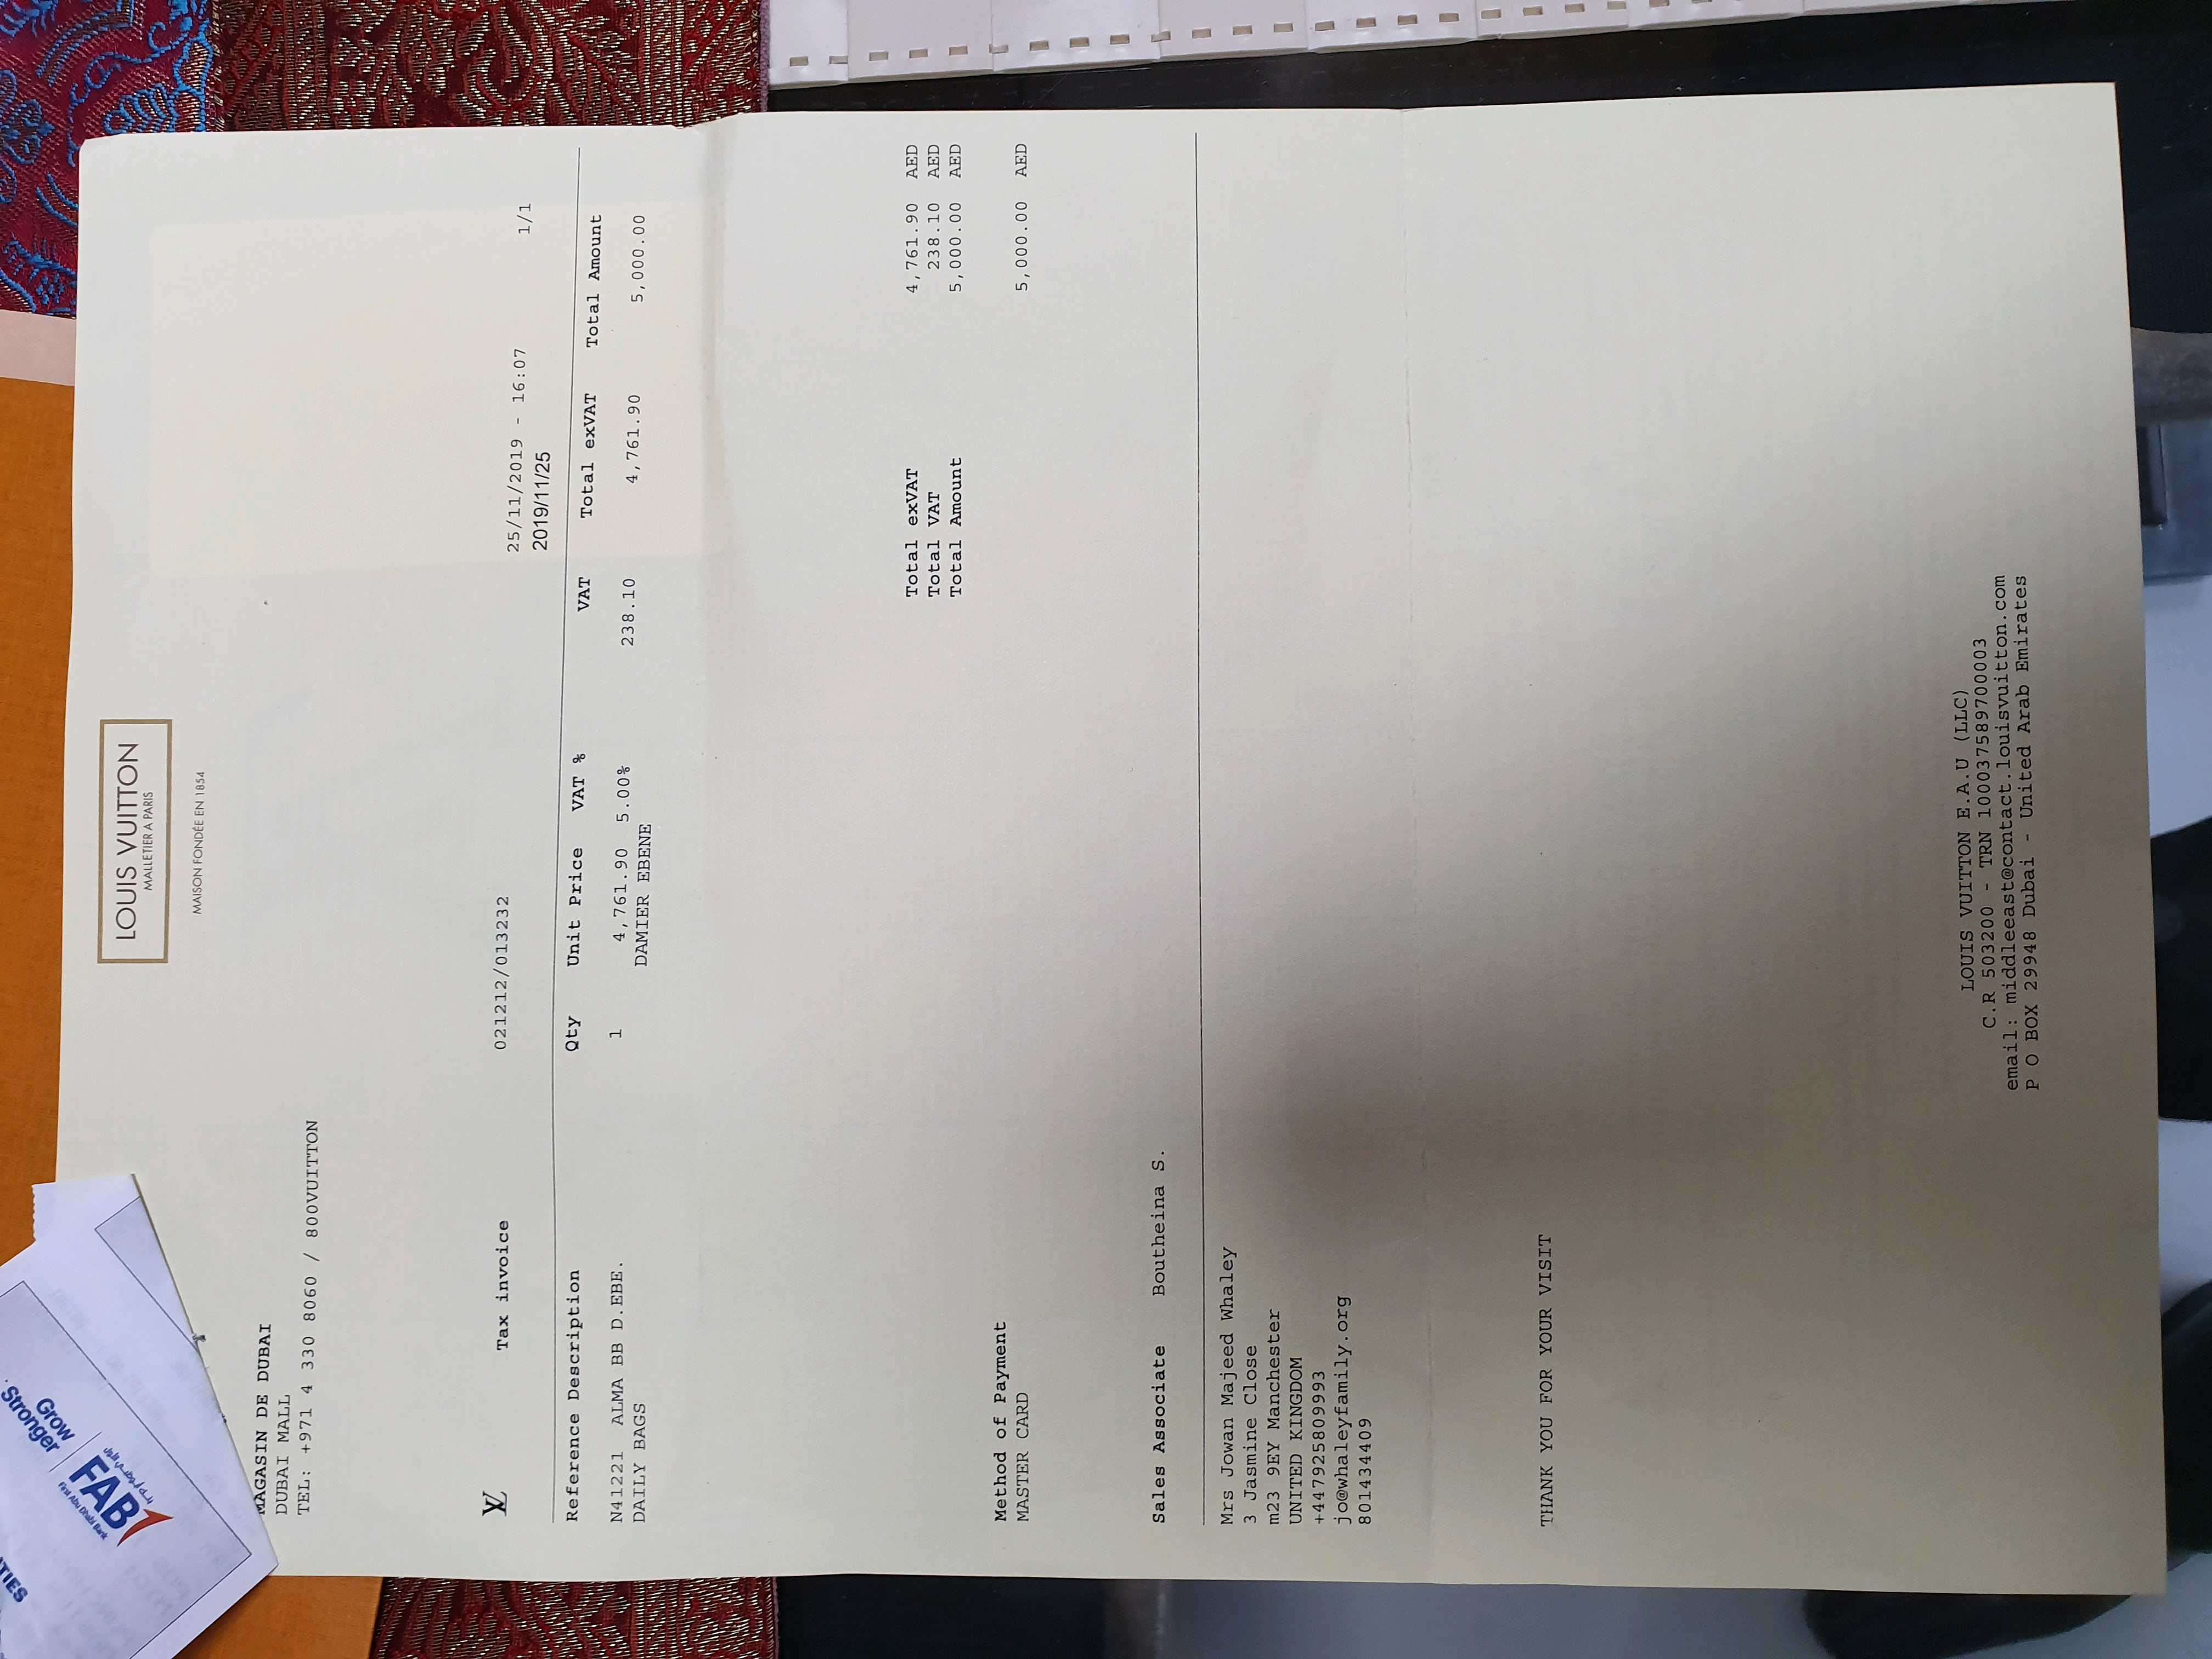 TIES
Grow
Stronger
FAB
First Abu Dhabi Bank
LOUIS VUITTON
MALLETIER A PARIS
MAISON FONDÉE EN 1854
MAGASIN DE DUBAI
DUBAI MALL
TEL: +971 4 330 8060 / 800VUITTON
LV Tax invoice 021212/013232 25/11/2019 - 16:07 1/1
2019/11/25
Reference Description Qty Unit Price VAT % VAT Total exVAT Total Amount
N41221 ALMA BB D.EBE. 1 4,761.90 5.00% 238.10 4,761.90 5,000.00
DAILY BAGS DAMIER EBENE
Total exVAT 4,761.90 AED
Total VAT 238.10 AED
Total Amount 5,000.00 AED
Method of Payment
MASTER CARD 5,000.00 AED
Sales Associate Boutheina S.
Mrs Jowan Majeed Whaley
3 Jasmine Close
m23 9EY Manchester
UNITED KINGDOM
+447925809993
jo@whaleyfamily.org
801434409
THANK YOU FOR YOUR VISIT
LOUIS VUITTON E.A.U (LLC)
C.R 503200 - TRN 100037589700003
email: middleeast@contact.louisvuitton.com
P O BOX 29948 Dubai - United Arab Emirates